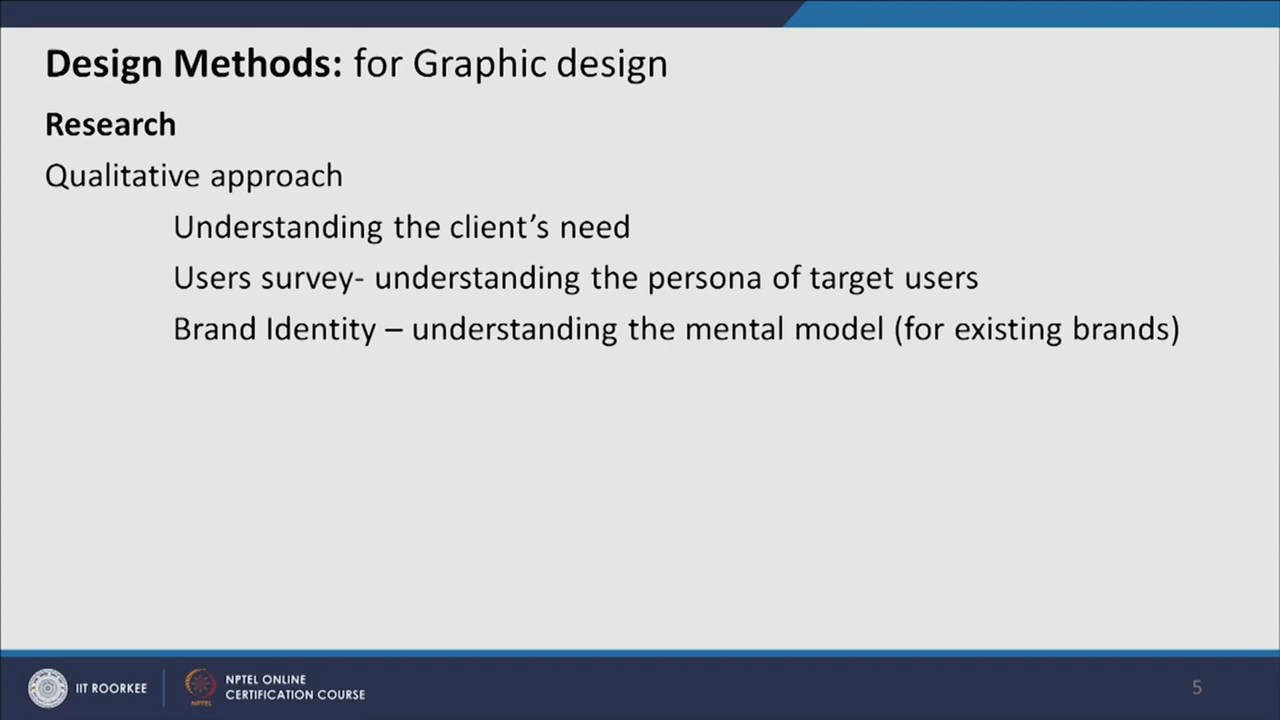 Design Methods: for Graphic design
Research
Qualitative approach
Understanding the client’s need
Users survey- understanding the persona of target users
Brand Identity – understanding the mental model (for existing brands)
IIT ROORKEE
NPTEL
NPTEL ONLINE
CERTIFICATION COURSE
5